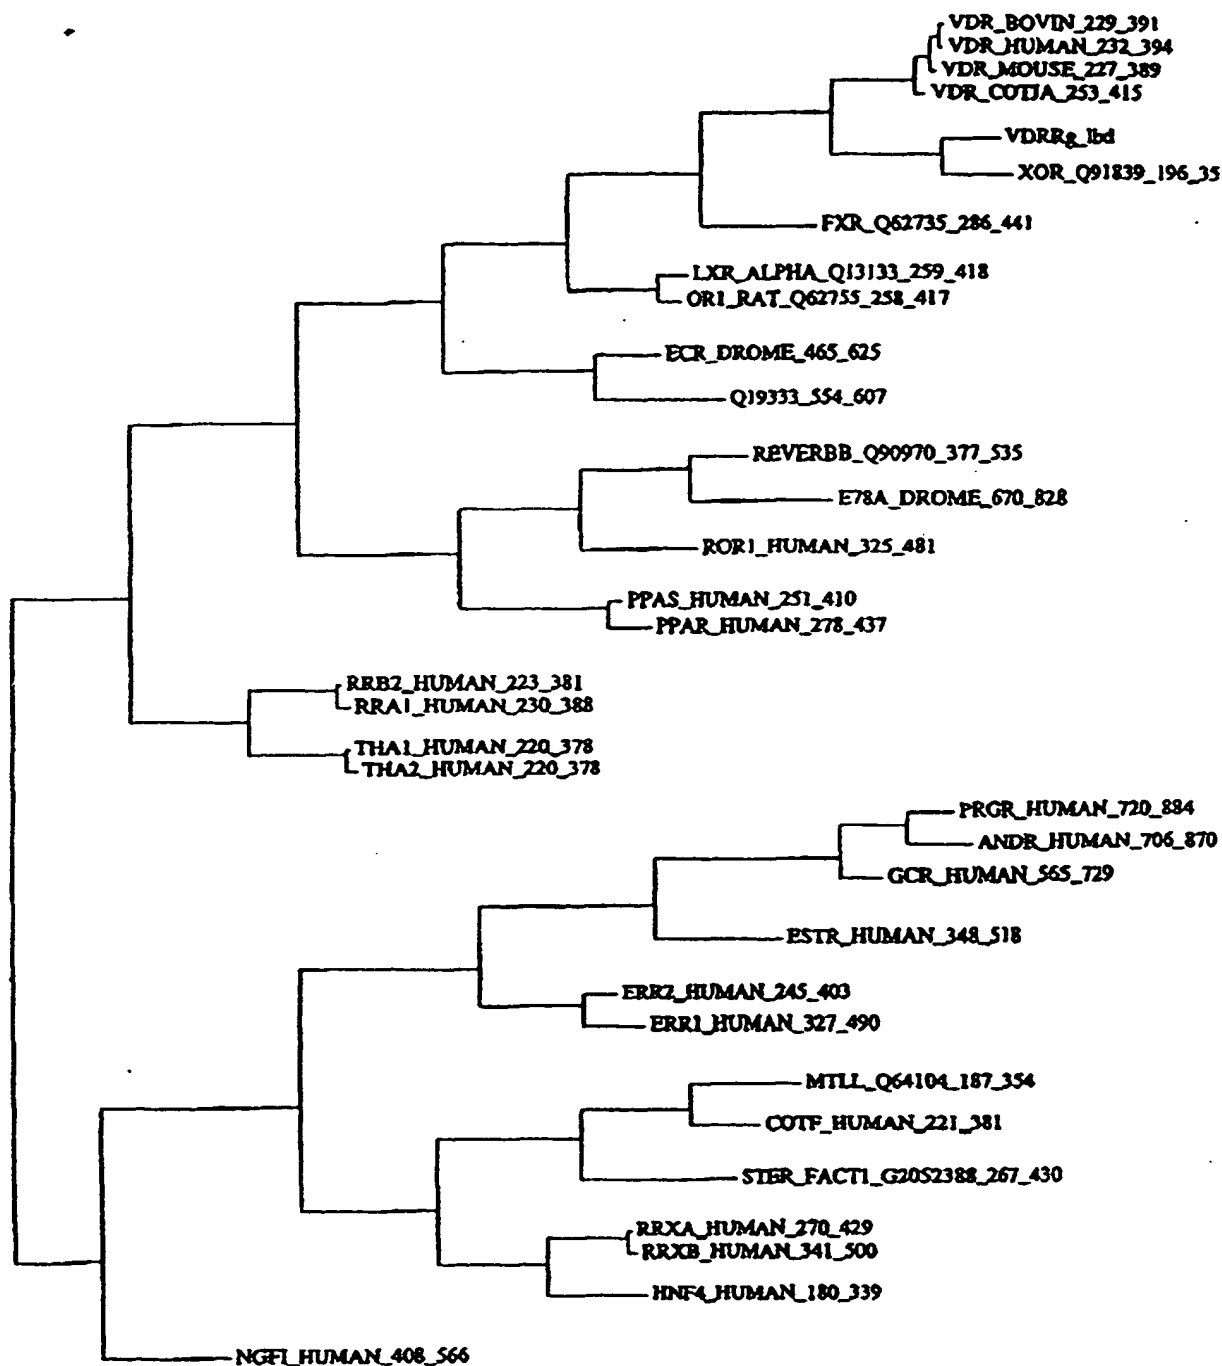 VDR_BOVIN_229_391
VDR_HUMAN_232_394
VDR_MOUSE_227_389
VDR_COTJA_253_415
VDRRg_lbd
XOR_Q91839_196_35
FXR_Q62735_286_441
LXR_ALPHA_Q13133_259_418
OR1_RAT_Q62755_258_417
ECR_DROME_465_625
Q19333_554_607
REVERBB_Q90970_377_535
E78A_DROME_670_828
ROR1_HUMAN_325_481
PPAS_HUMAN_251_410
PPAR_HUMAN_278_437
RRB2_HUMAN_223_381
RRA1_HUMAN_230_388
THA1_HUMAN_220_378
THA2_HUMAN_220_378
PRGR_HUMAN_720_884
ANDR_HUMAN_706_870
GCR_HUMAN_565_729
ESTR_HUMAN_348_518
ERR2_HUMAN_245_403
ERR1_HUMAN_327_490
MTLL_Q64104_187_354
COTF_HUMAN_221_381
STER_FACT1_G2052388_267_430
RRXA_HUMAN_270_429
RRXB_HUMAN_341_500
HNF4_HUMAN_180_339
NGFI_HUMAN_408_566